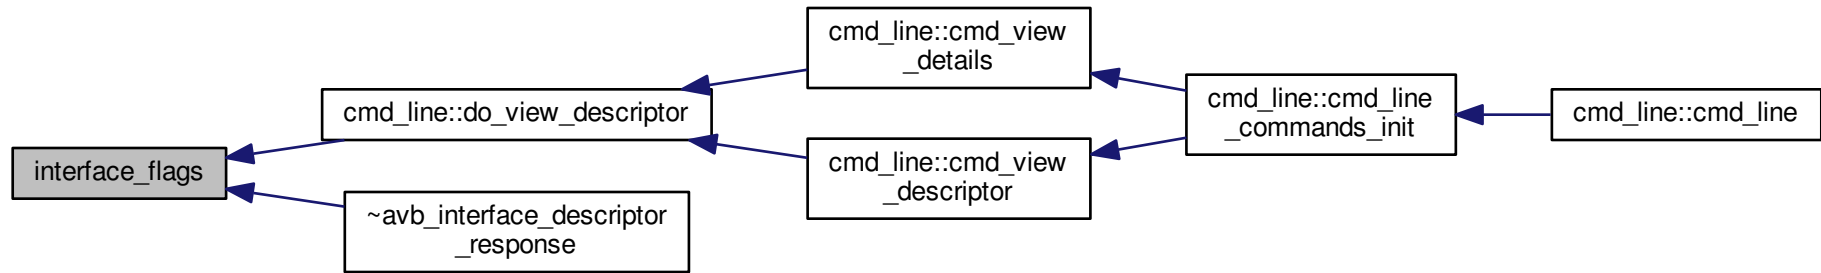 interface_flags
cmd_line::do_view_descriptor
~avb_interface_descriptor
_response
cmd_line::cmd_view
_details
cmd_line::cmd_view
_descriptor
cmd_line::cmd_line
_commands_init
cmd_line::cmd_line